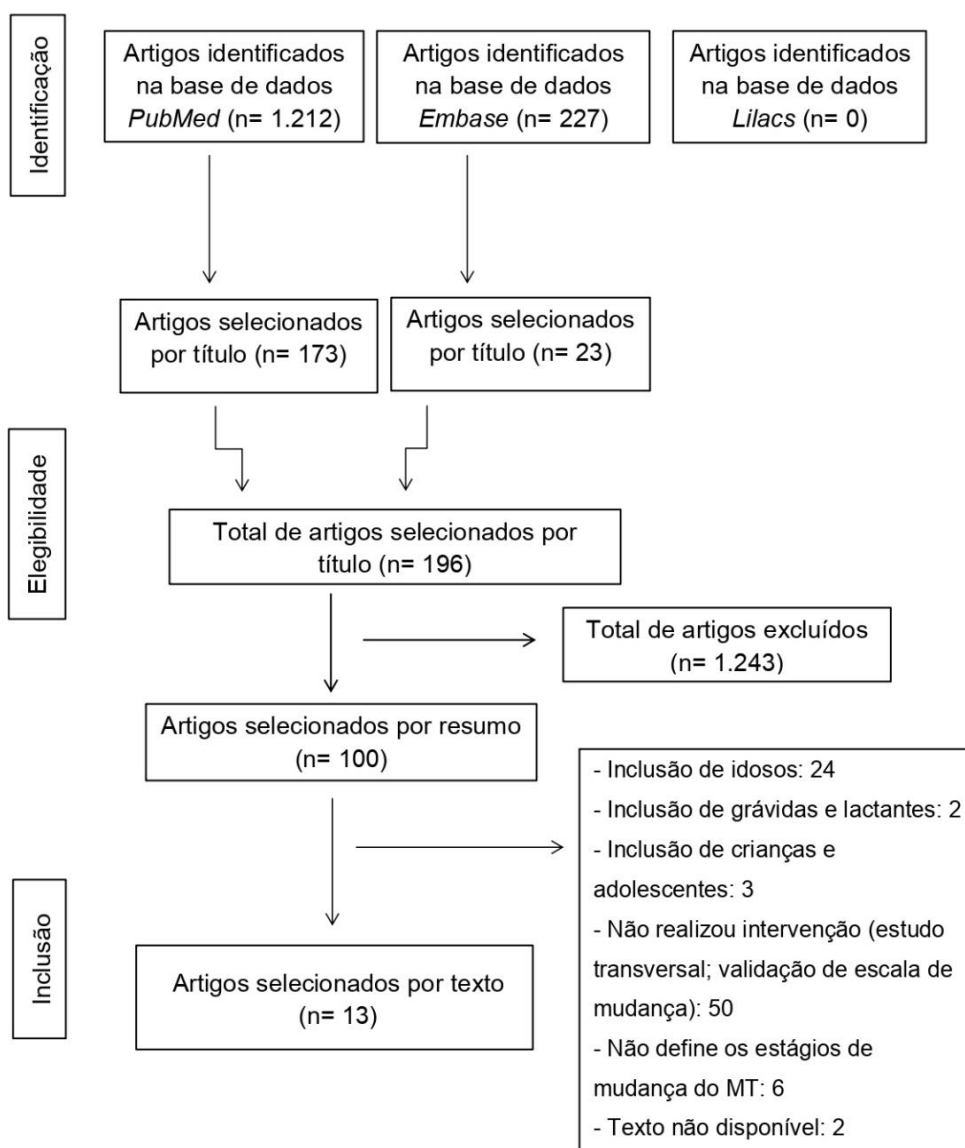 Identificação
Artigos identificados
na base de dados
PubMed (n= 1.212)
Artigos identificados
na base de dados
Embase (n= 227)
Artigos identificados
na base de dados
Lilacs (n= 0)
Artigos selecionados
por título (n= 173)
Artigos selecionados
por título (n= 23)
Elegibilidade
Total de artigos selecionados por
título (n= 196)
Total de artigos excluídos
(n= 1.243)
Artigos selecionados por resumo
(n= 100)
- Inclusão de idosos: 24
- Inclusão de grávidas e lactantes: 2
- Inclusão de crianças e
adolescentes: 3
- Não realizou intervenção (estudo
transversal; validação de escala de
mudança): 50
- Não define os estágios de
mudança do MT: 6
- Texto não disponível: 2
Inclusão
Artigos selecionados por texto
(n= 13)